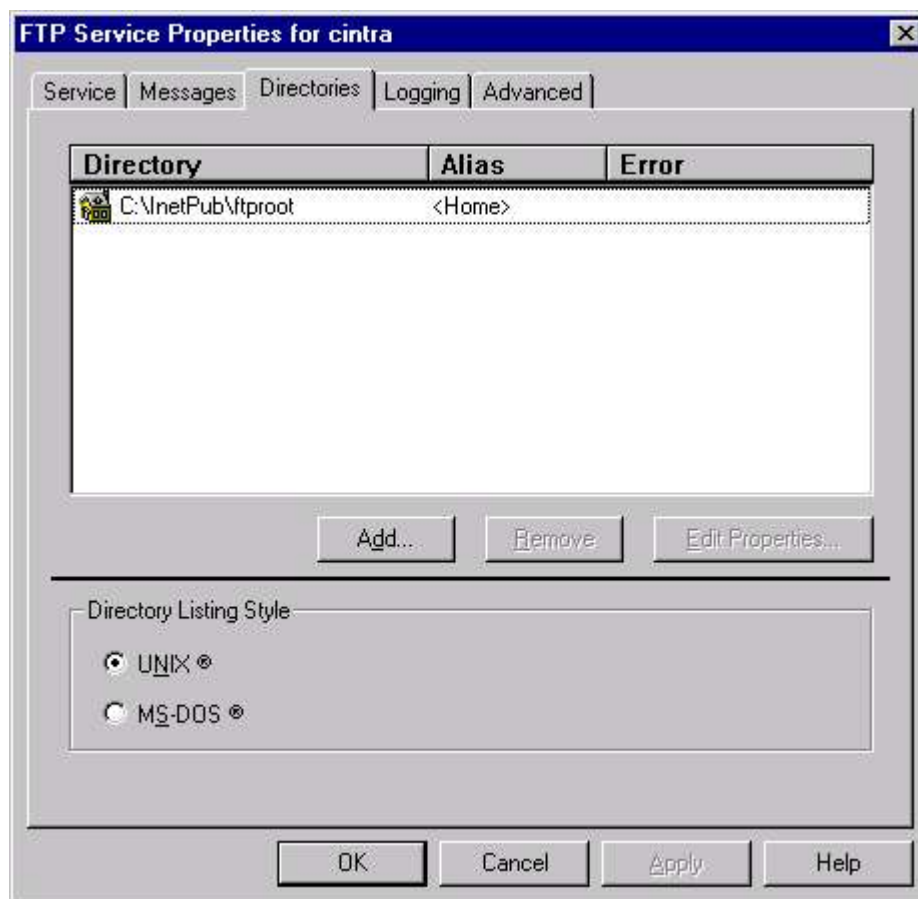 FTP Service Properties for cintra
Service Messages Directories Logging Advanced
Directory Alias Error
C:\InetPub\ftproot <Home>
Add... Remove Edit Properties...
Directory Listing Style
UNIX ®
MS-DOS ®
OK Cancel Apply Help